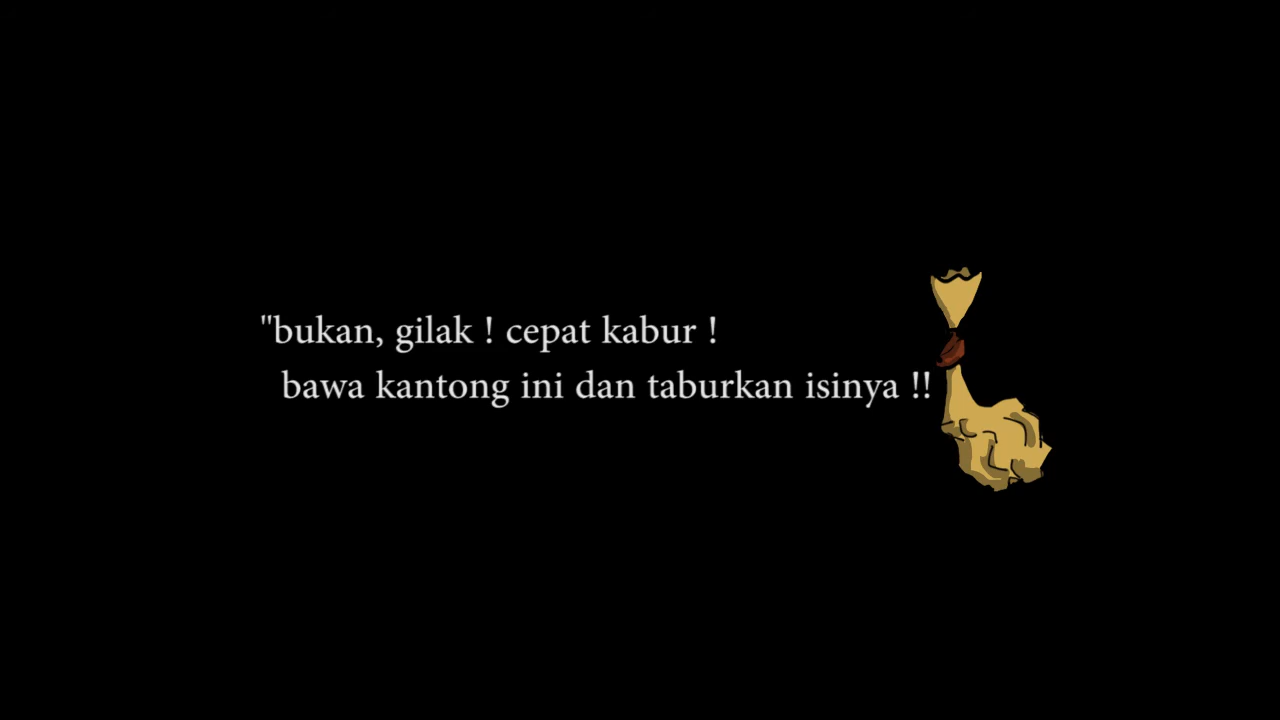 "bukan, gilak ! cepat kabur !
bawa kantong ini dan taburkan isinya !!